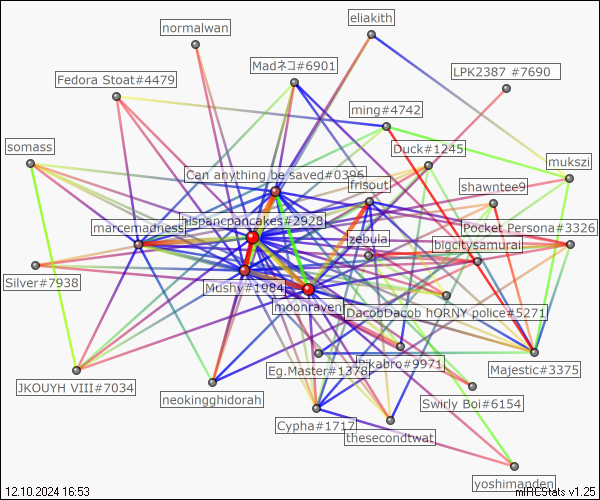 eliakith
normalwan
Madネコ#6901
LPK2387 #7690
Fedora Stoat#4479
ming#4742
Duck#1245
somass
mukszi
Can anything be saved#0396
frisout
shawntee9
hispancpancakes#2928
marcemadness
Pocket Persona#3326
zebula
bigcitysamurai
Silver#7938
Mushy#1984
moonraven
DacobDacob hORNY police#5271
Eg.Master#1378
Pikabro#9971
Majestic#3375
JKOUYH VIII#7034
neokingghidorah
Swirly Boi#6154
Cypha#1717
thesecondtwat
yoshimanden
12.10.2024 16:53
mIRCStats v1.25